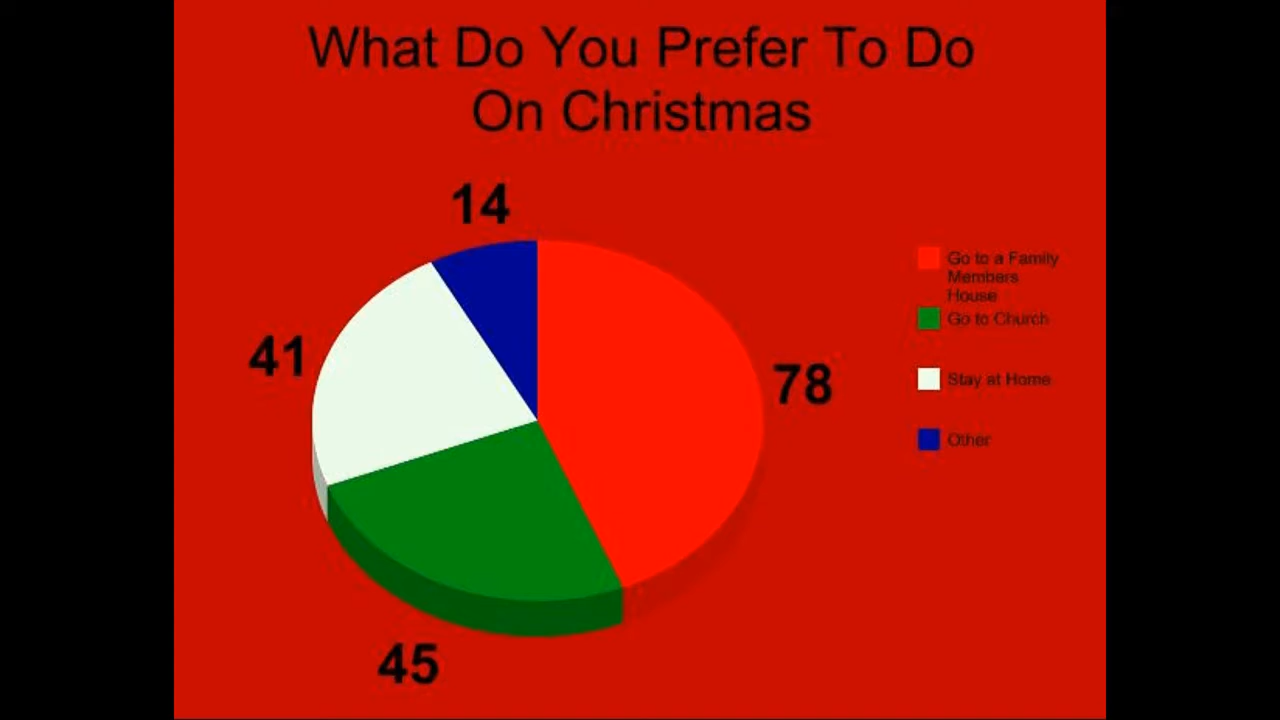 What Do You Prefer To Do
On Christmas
14
41
78
45
Go to a Family
Members
House
Go to Church
Stay at Home
Other